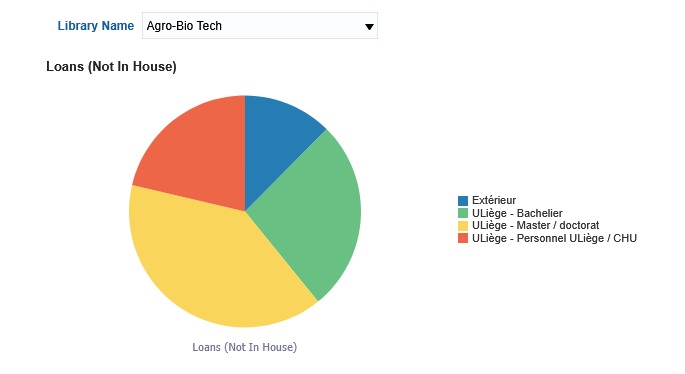 Library Name Agro-Bio Tech
Loans (Not In House)
Extérieur
ULiège - Bachelier
ULiège - Master / doctorat
ULiège - Personnel ULiège / CHU
Loans (Not In House)